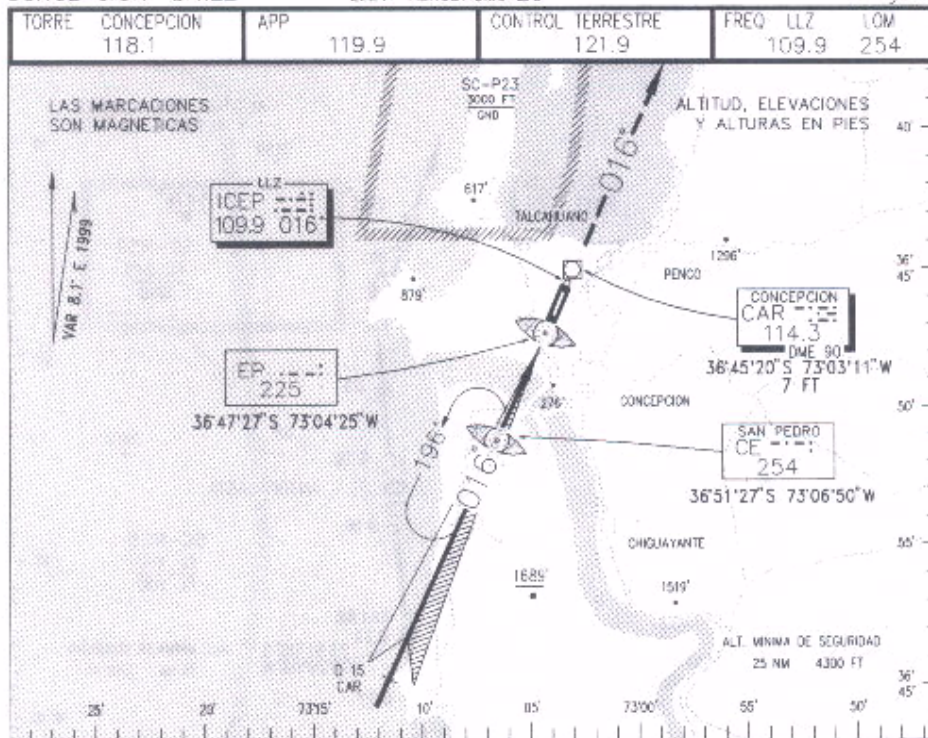 TORRE CONCEPCION
118.1
APP
119.9
CONTROL TERRESTRE
121.9
FREQ LLZ LOM
109.9 254
LAS MARCACIONES
SON MAGNETICAS
SC-P23
3000 FT
GND
ALTITUD, ELEVACIONES
Y ALTURAS EN PIES
40'
016°
LLZ
ICEP
109.9 016
617'
TALCAHUANO
VAR 8.1° E 1999
1296'
36°
45'
PENCO
879'
CONCEPCION
CAR
114.3
DME 90
36°45'20"S 73°03'11"W
7 FT
EP
225
36°47'27"S 73°04'25"W
276'
CONCEPCION
50'
SAN PEDRO
CE
254
36°51'27"S 73°06'50"W
196°
016°
CHIGUAYANTE
55'
1689'
1519'
ALT. MINIMA DE SEGURIDAD
25 NM 4300 FT
D 15
CAR
36°
45'
25'
20'
73°15'
10'
05'
73°00'
55'
50'